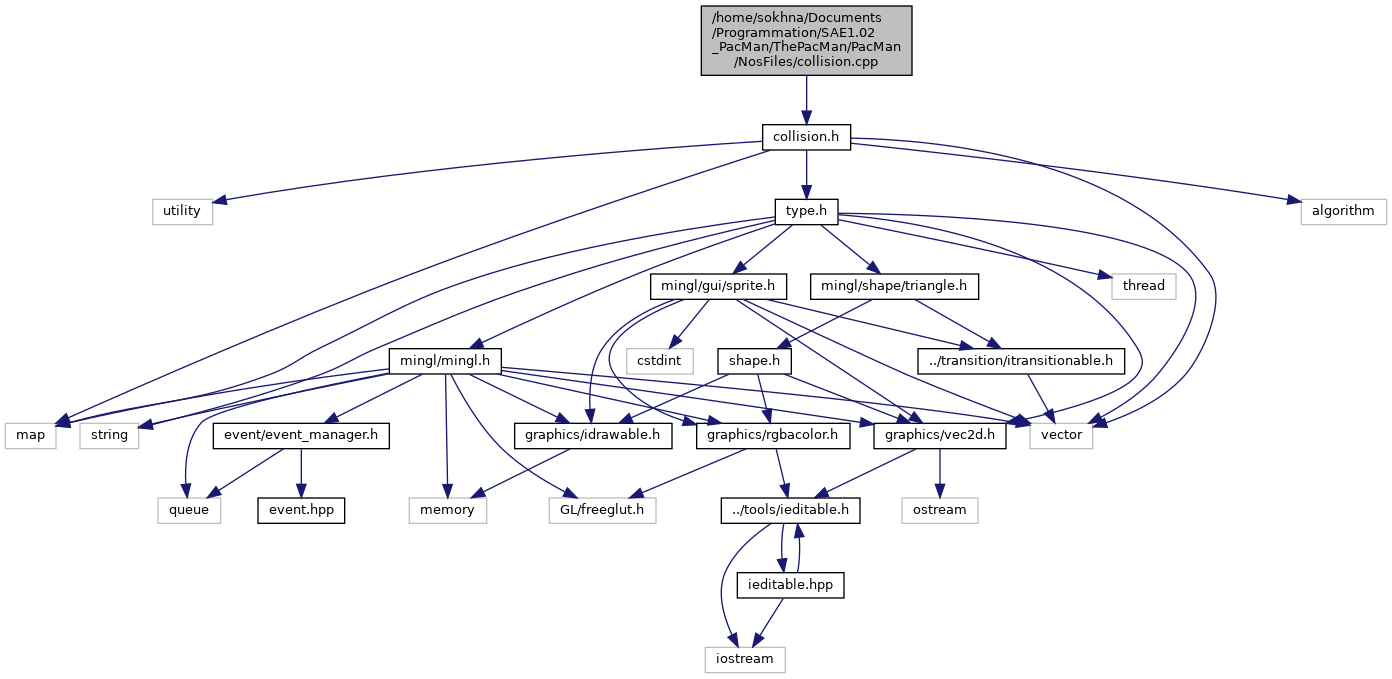 /home/sokhna/Documents
/Programmation/SAE1.02
_PacMan/ThePacMan/PacMan
/NosFiles/collision.cpp
collision.h
utility
type.h
algorithm
mingl/gui/sprite.h
mingl/shape/triangle.h
thread
mingl/mingl.h
cstdint
shape.h
../transition/itransitionable.h
map
string
event/event_manager.h
graphics/idrawable.h
graphics/rgbacolor.h
graphics/vec2d.h
vector
queue
event.hpp
memory
GL/freeglut.h
../tools/ieditable.h
ostream
ieditable.hpp
iostream